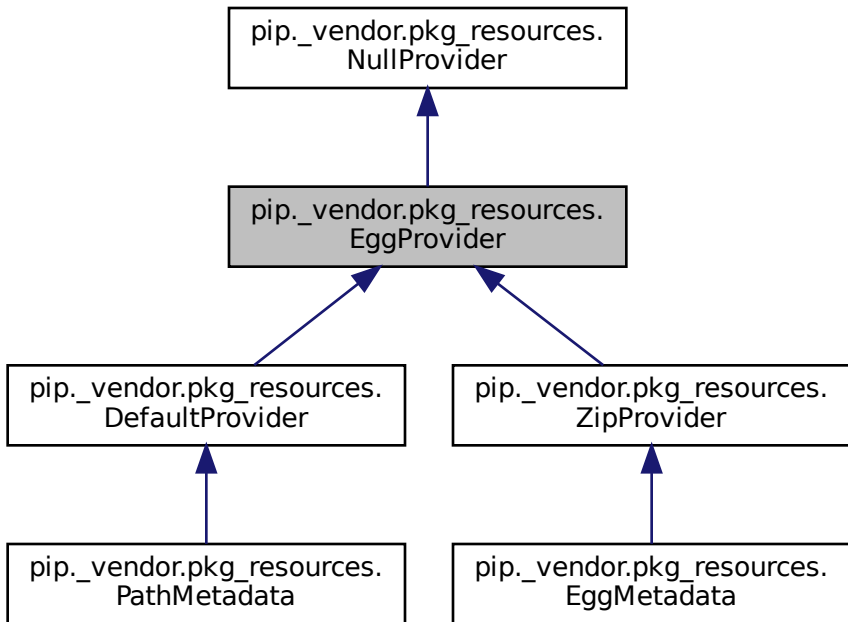 pip._vendor.pkg_resources.
NullProvider
pip._vendor.pkg_resources.
EggProvider
pip._vendor.pkg_resources.
DefaultProvider
pip._vendor.pkg_resources.
ZipProvider
pip._vendor.pkg_resources.
PathMetadata
pip._vendor.pkg_resources.
EggMetadata